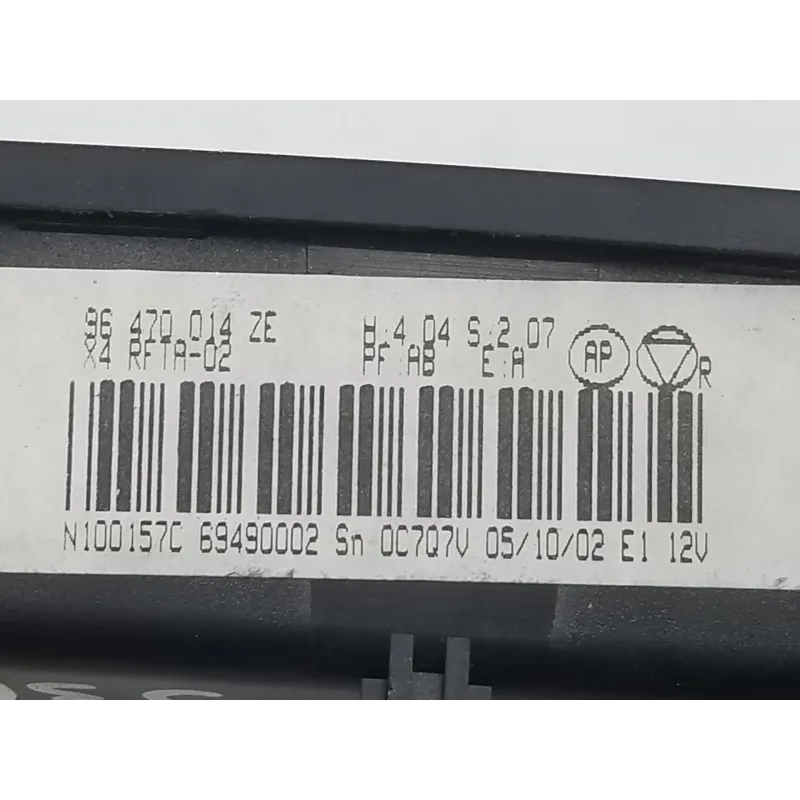 96 470 014 ZE H:4.04 S:2.07
X4 RFTA-02 PF:AB E:A AP R
N100157C 69490002 Sn 0C7Q7V 05/10/02 E1 12V